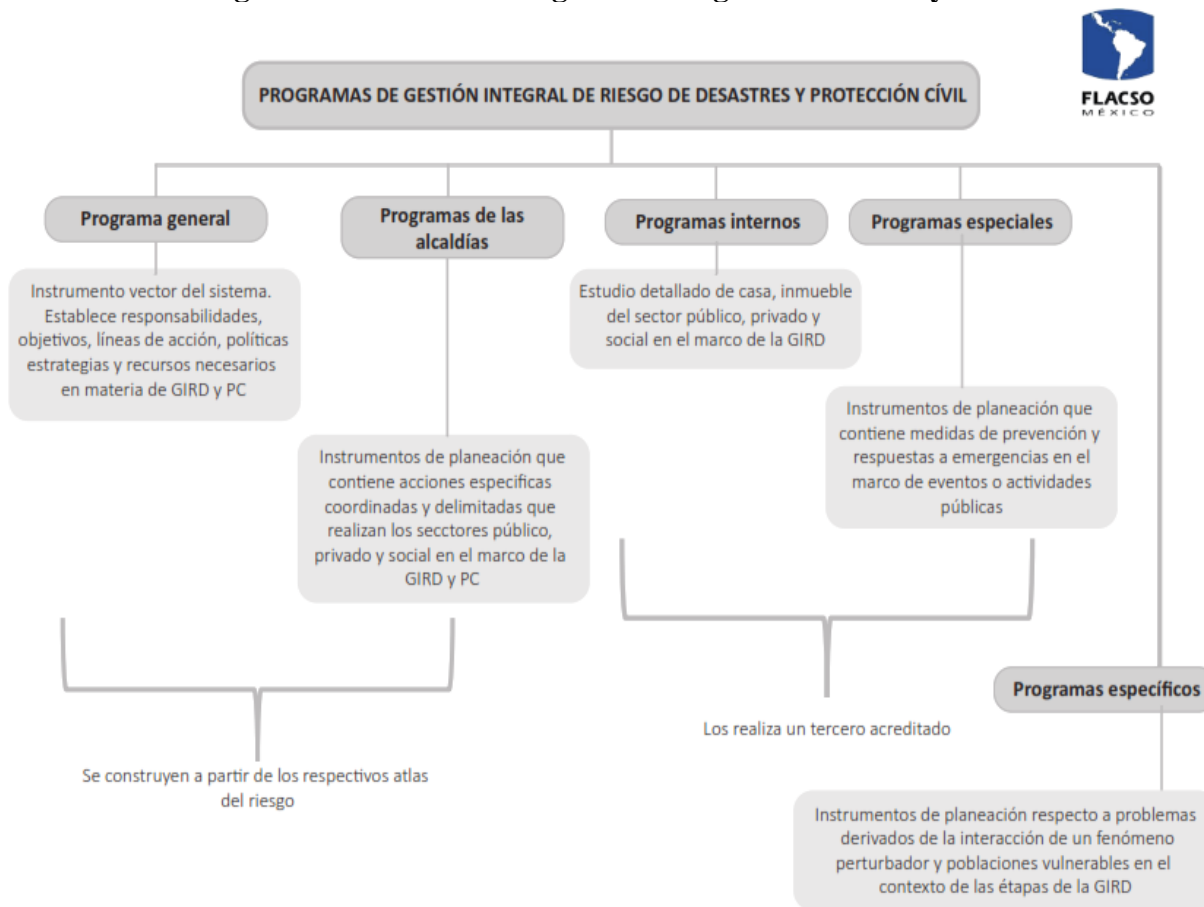 FLACSO
MÉXICO
PROGRAMAS DE GESTIÓN INTEGRAL DE RIESGO DE DESASTRES Y PROTECCIÓN CÍVIL
Programa general
Instrumento vector del sistema.
Establece responsabilidades,
objetivos, líneas de acción, políticas
estrategias y recursos necesarios
en materia de GIRD y PC
Programas de las
alcaldías
Instrumentos de planeación que
contiene acciones especificas
coordinadas y delimitadas que
realizan los secctores público,
privado y social en el marco de la
GIRD y PC
Se construyen a partir de los respectivos atlas
del riesgo
Programas internos
Estudio detallado de casa, inmueble
del sector público, privado y
social en el marco de la GIRD
Programas especiales
Instrumentos de planeación que
contiene medidas de prevención y
respuestas a emergencias en el
marco de eventos o actividades
públicas
Los realiza un tercero acreditado
Programas específicos
Instrumentos de planeación respecto a problemas
derivados de la interacción de un fenómeno
perturbador y poblaciones vulnerables en el
contexto de las étapas de la GIRD